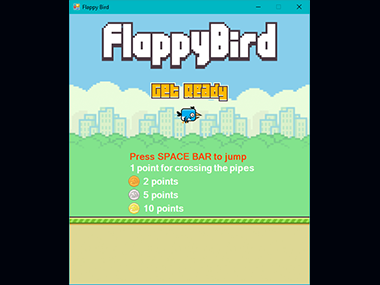 Flappy Bird
FlappyBird
Get Ready
Press SPACE BAR to jump
1 point for crossing the pipes
2 points
5 points
10 points